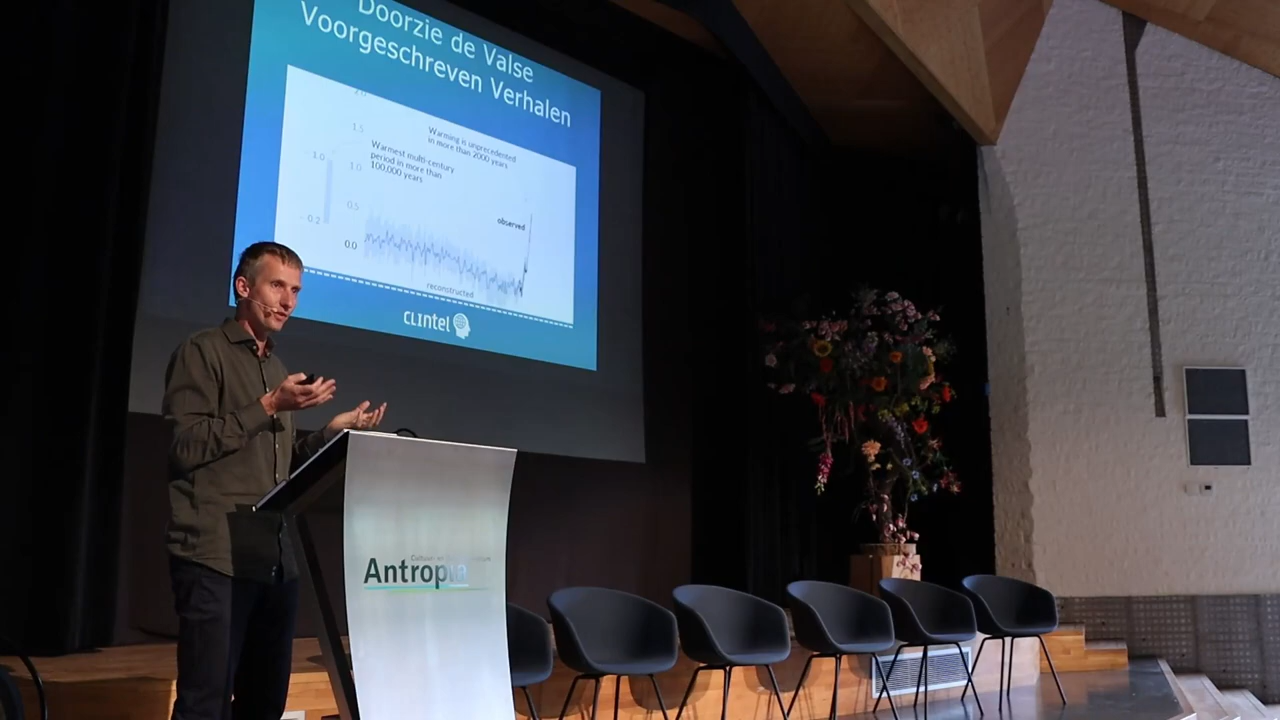 Doorzie de Valse
Voorgeschreven Verhalen
1.5
1.0
1.0
0.5
0.2
0.0
Warming is unprecedented
in more than 2000 years
Warmest multi-century
period in more than
100,000 years
observed
reconstructed
CLINTEL
Antropia